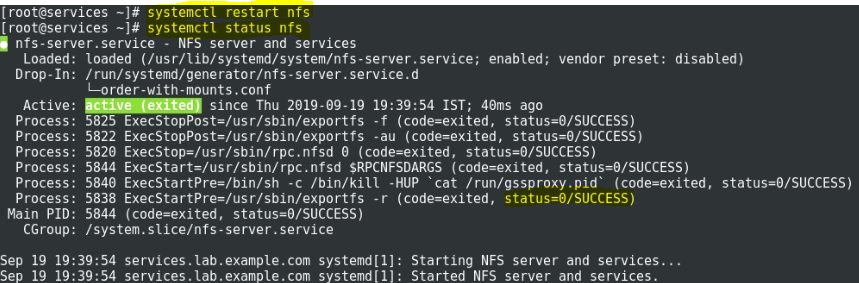 [root@services ~]# systemctl restart nfs
[root@services ~]# systemctl status nfs
● nfs-server.service - NFS server and services
   Loaded: loaded (/usr/lib/systemd/system/nfs-server.service; enabled; vendor preset: disabled)
  Drop-In: /run/systemd/generator/nfs-server.service.d
           └─order-with-mounts.conf
   Active: active (exited) since Thu 2019-09-19 19:39:54 IST; 40ms ago
  Process: 5825 ExecStopPost=/usr/sbin/exportfs -f (code=exited, status=0/SUCCESS)
  Process: 5822 ExecStopPost=/usr/sbin/exportfs -au (code=exited, status=0/SUCCESS)
  Process: 5820 ExecStop=/usr/sbin/rpc.nfsd 0 (code=exited, status=0/SUCCESS)
  Process: 5844 ExecStart=/usr/sbin/rpc.nfsd $RPCNFSDARGS (code=exited, status=0/SUCCESS)
  Process: 5840 ExecStartPre=/bin/sh -c /bin/kill -HUP `cat /run/gssproxy.pid` (code=exited, status=0/SUCCESS)
  Process: 5838 ExecStartPre=/usr/sbin/exportfs -r (code=exited, status=0/SUCCESS)
 Main PID: 5844 (code=exited, status=0/SUCCESS)
   CGroup: /system.slice/nfs-server.service

Sep 19 19:39:54 services.lab.example.com systemd[1]: Starting NFS server and services...
Sep 19 19:39:54 services.lab.example.com systemd[1]: Started NFS server and services.